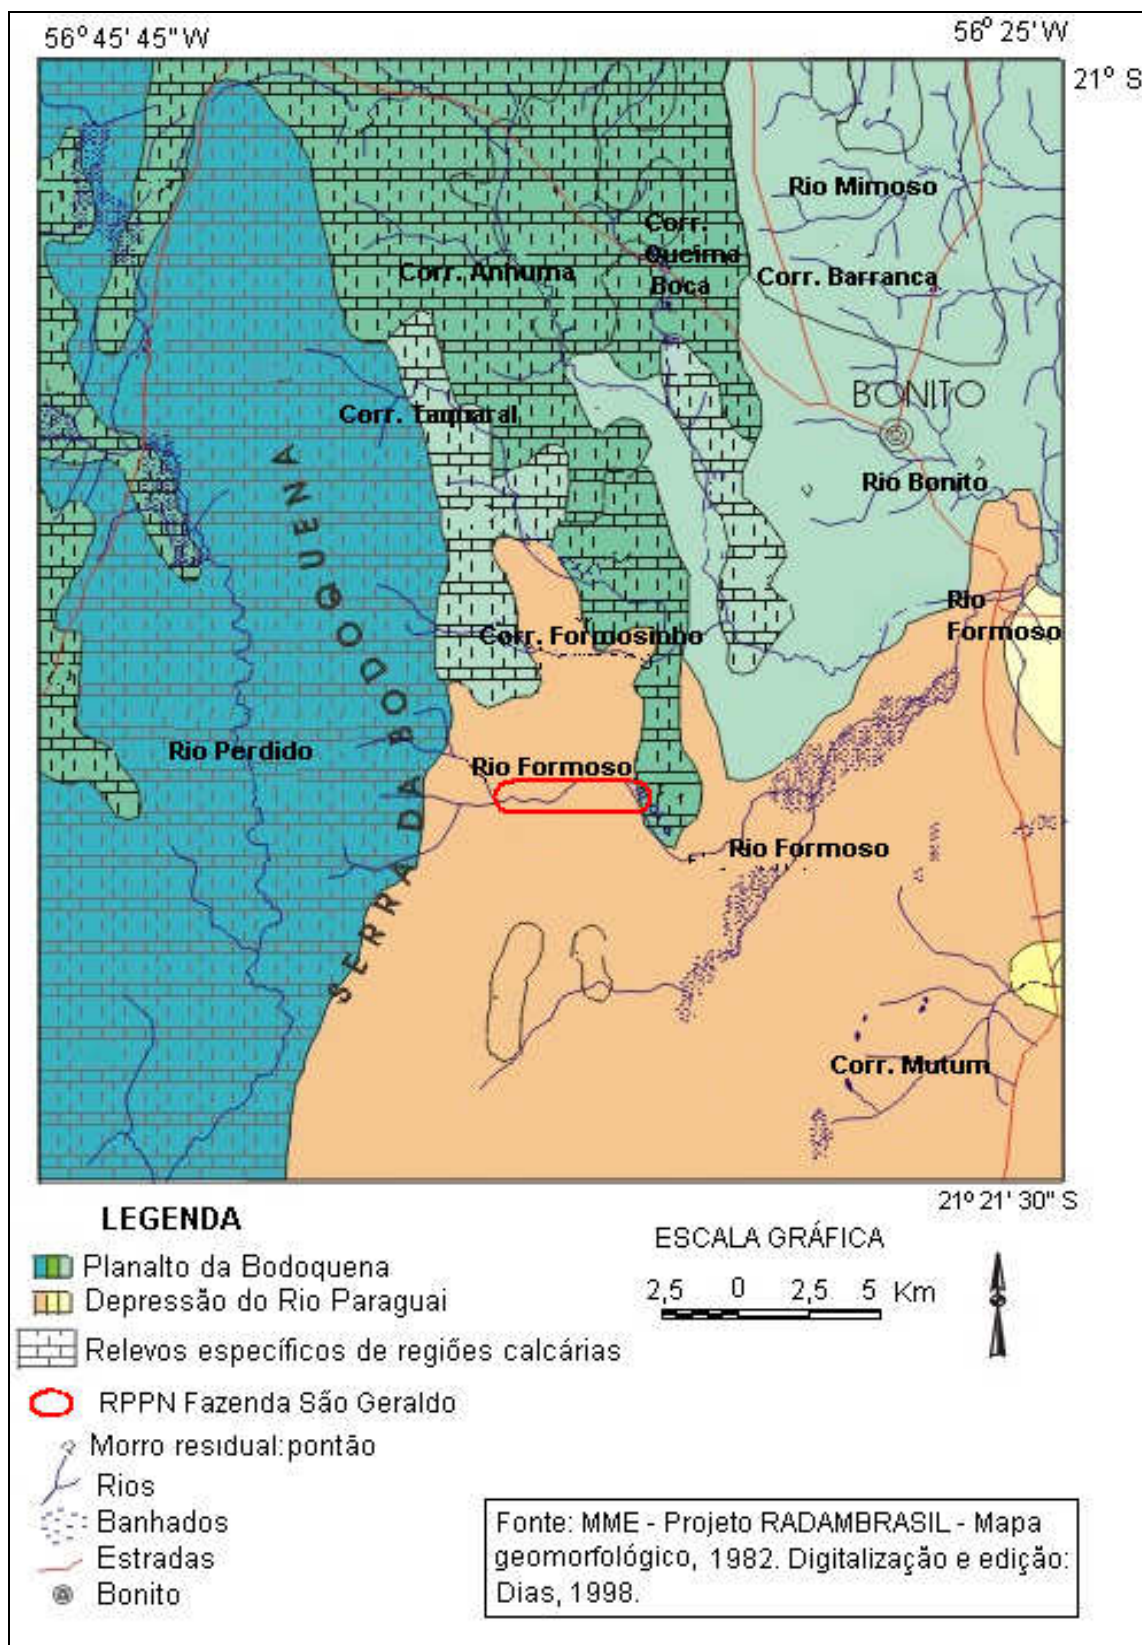 56º 45' 45" W
56º 25' W
21º S
Rio Mimoso
Corr.
Queima
Boca
Corr. Anhuma
Corr. Barranca
BONITO
Corr. Taquaral
Rio Bonito
SERRA DA BODOQUENA
Rio
Formoso
Corr. Formosinho
Rio Perdido
Rio Formoso
Rio Formoso
Corr. Mutum
21º 21' 30" S
LEGENDA
Planalto da Bodoquena
Depressão do Rio Paraguai
Relevos específicos de regiões calcárias
RPPN Fazenda São Geraldo
Morro residual:pontão
Rios
Banhados
Estradas
Bonito
ESCALA GRÁFICA
2,5 0 2,5 5 Km
Fonte: MME - Projeto RADAMBRASIL - Mapa
geomorfológico, 1982. Digitalização e edição:
Dias, 1998.